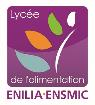 Lycée
de l'alimentation
ENILIA•ENSMIC